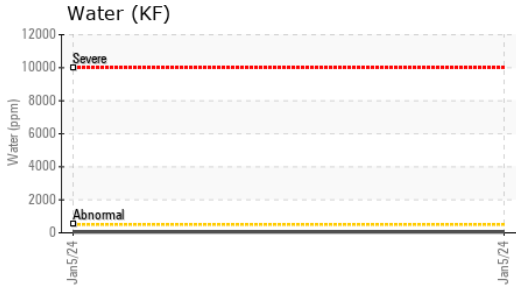 Water (KF)
12000
Severe
10000
8000
6000
4000
2000
Abnormal
0
Water (ppm)
Jan5/24
Jan5/24